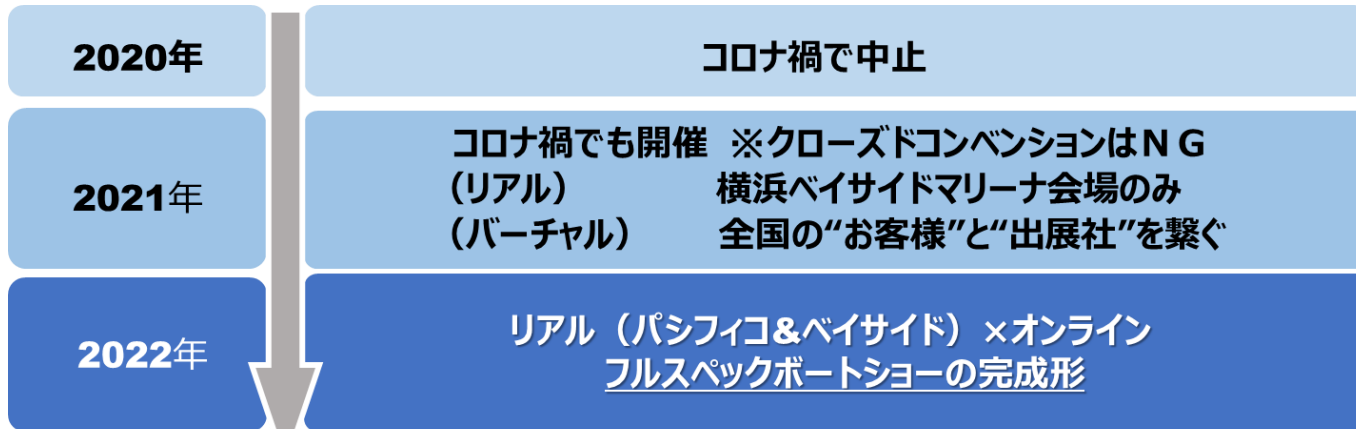 2020年
コロナ禍で中止
2021年
コロナ禍でも開催 ※クローズドコンベンションはＮＧ
（リアル） 横浜ベイサイドマリーナ会場のみ
（バーチャル） 全国の“お客様”と“出展社”を繋ぐ
2022年
リアル（パシフィコ&ベイサイド）×オンライン
フルスペックボートショーの完成形